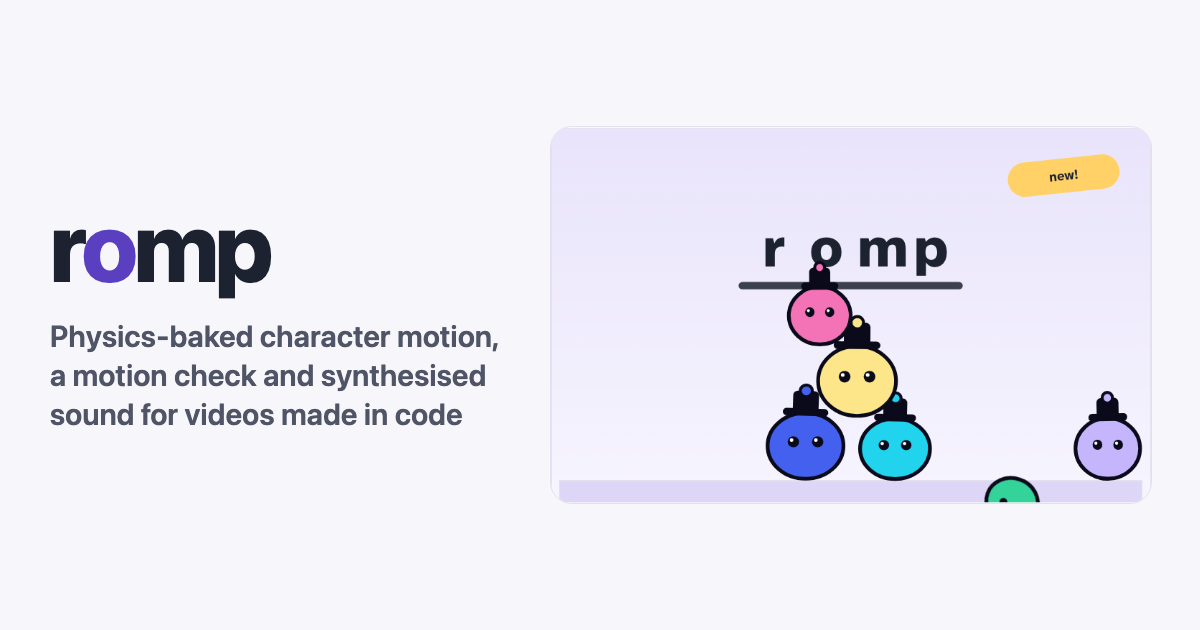 romp
Physics-baked character motion,
a motion check and synthesised
sound for videos made in code
new!
r o m p